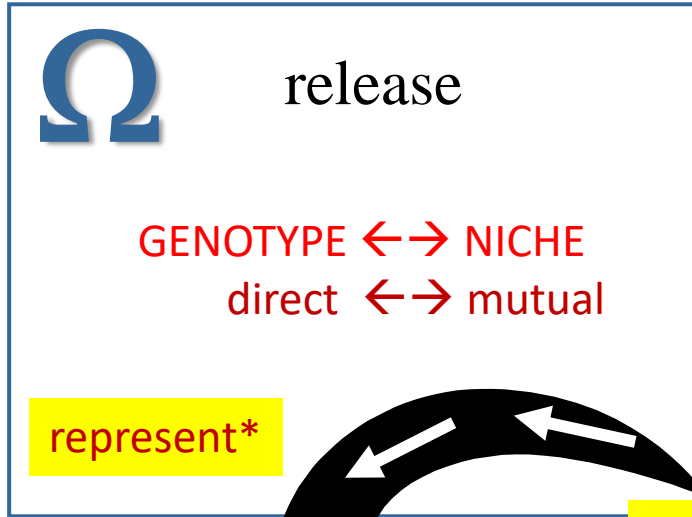 Ω release
GENOTYPE ←→ NICHE
direct ←→ mutual
represent*